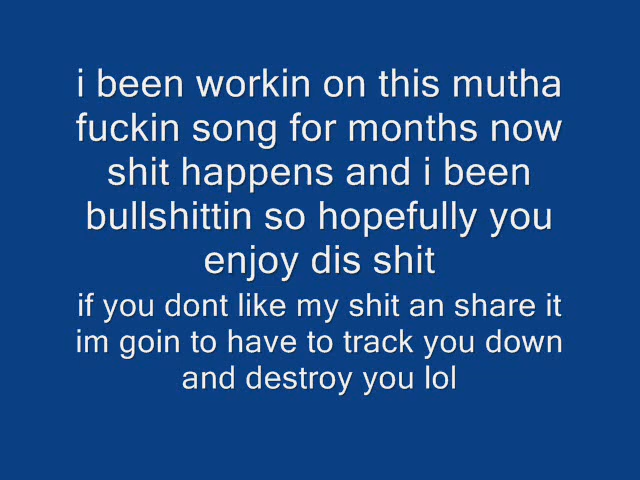 i been workin on this mutha
fuckin song for months now
shit happens and i been
bullshittin so hopefully you
enjoy dis shit
if you dont like my shit an share it
im goin to have to track you down
and destroy you lol